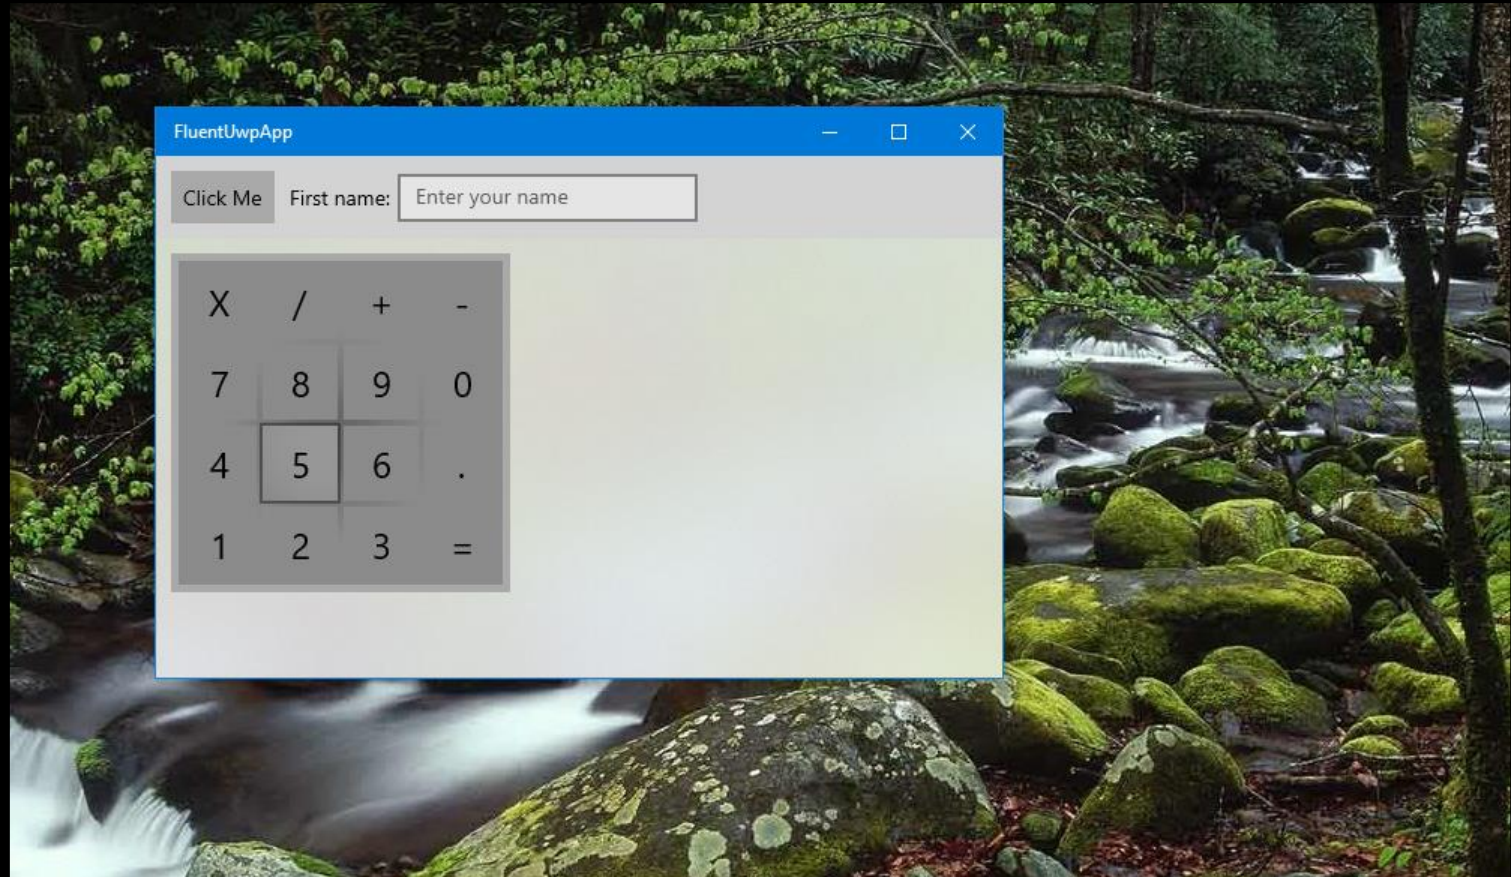 FluentUwpApp
Click Me First name: Enter your name
X / + -
7 8 9 0
4 5 6 .
1 2 3 =